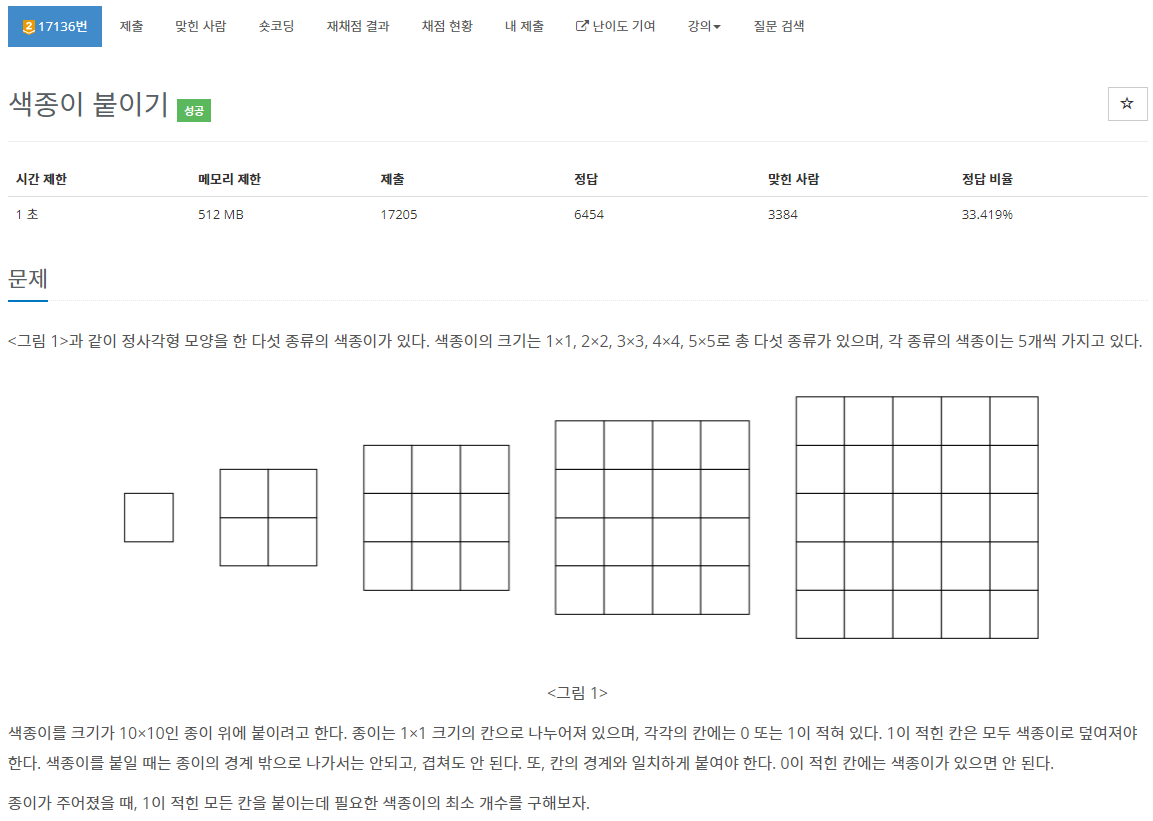 2 17136번 제출 맞힌 사람 숏코딩 재채점 결과 채점 현황 내 제출 난이도 기여 강의 질문 검색
색종이 붙이기 성공
시간 제한 메모리 제한 제출 정답 맞힌 사람 정답 비율
1 초 512 MB 17205 6454 3384 33.419%
문제
<그림 1>과 같이 정사각형 모양을 한 다섯 종류의 색종이가 있다. 색종이의 크기는 1×1, 2×2, 3×3, 4×4, 5×5로 총 다섯 종류가 있으며, 각 종류의 색종이는 5개씩 가지고 있다.
<그림 1>
색종이를 크기가 10×10인 종이 위에 붙이려고 한다. 종이는 1×1 크기의 칸으로 나누어져 있으며, 각각의 칸에는 0 또는 1이 적혀 있다. 1이 적힌 칸은 모두 색종이로 덮여져야
한다. 색종이를 붙일 때는 종이의 경계 밖으로 나가서는 안되고, 겹쳐도 안 된다. 또, 칸의 경계와 일치하게 붙여야 한다. 0이 적힌 칸에는 색종이가 있으면 안 된다.
종이가 주어졌을 때, 1이 적힌 모든 칸을 붙이는데 필요한 색종이의 최소 개수를 구해보자.